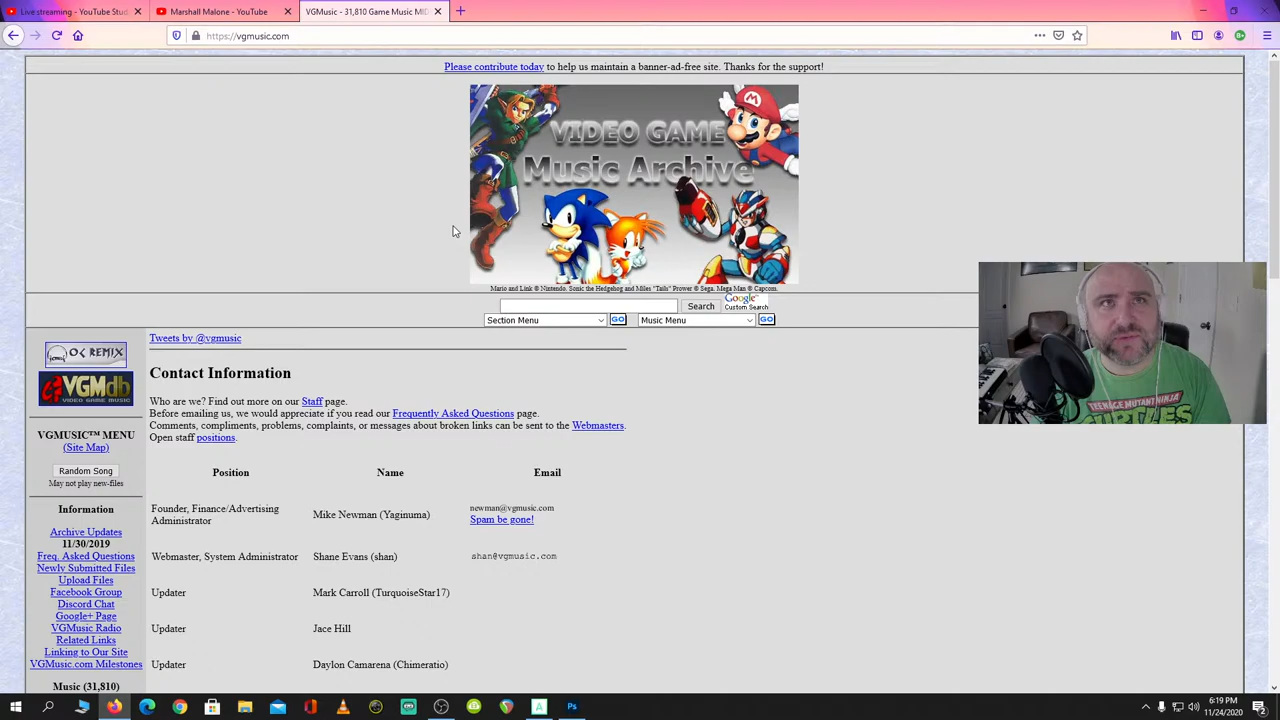 Live streaming - YouTube Stud
Marshall Malone - YouTube
VGMusic - 31,810 Game Music MID
https://vgmusic.com
Please contribute today to help us maintain a banner-ad-free site. Thanks for the support!
VIDEO GAME
Music Archive
Mario and Link © Nintendo. Sonic the Hedgehog and Miles "Tails" Prower © Sega. Mega Man © Capcom.
Search
Google™
Custom Search
Section Menu
GO
Music Menu
GO
OC REMIX
VGMdb
VIDEO GAME MUSIC
VGMUSIC™ MENU
(Site Map)
Random Song
May not play new-files
Information
Archive Updates
11/30/2019
Freq. Asked Questions
Newly Submitted Files
Upload Files
Facebook Group
Discord Chat
Google+ Page
VGMusic Radio
Related Links
Linking to Our Site
VGMusic.com Milestones
Music (31,810)
Tweets by @vgmusic
Contact Information
Who are we? Find out more on our Staff page.
Before emailing us, we would appreciate if you read our Frequently Asked Questions page.
Comments, compliments, problems, complaints, or messages about broken links can be sent to the Webmasters.
Open staff positions.
Position Name Email
Founder, Finance/Advertising
Administrator
Mike Newman (Yaginuma)
newman@vgmusic.com
Spam be gone!
Webmaster, System Administrator Shane Evans (shan) shan@vgmusic.com
Updater Mark Carroll (TurquoiseStar17)
Updater Jace Hill
Updater Daylon Camarena (Chimeratio)
TEENAGE MUTANT NINJA
TURTLES
6:19 PM
11/24/2020